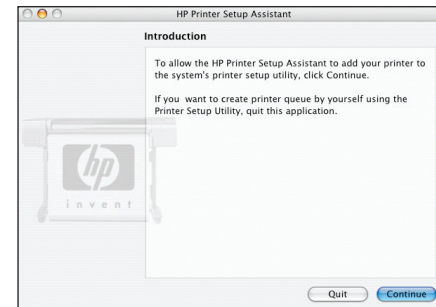 HP Printer Setup Assistant
Introduction
To allow the HP Printer Setup Assistant to add your printer to
the system's printer setup utility, click Continue.
If you  want to create printer queue by yourself using the
Printer Setup Utility, quit this application.
hp
invent
Quit
Continue